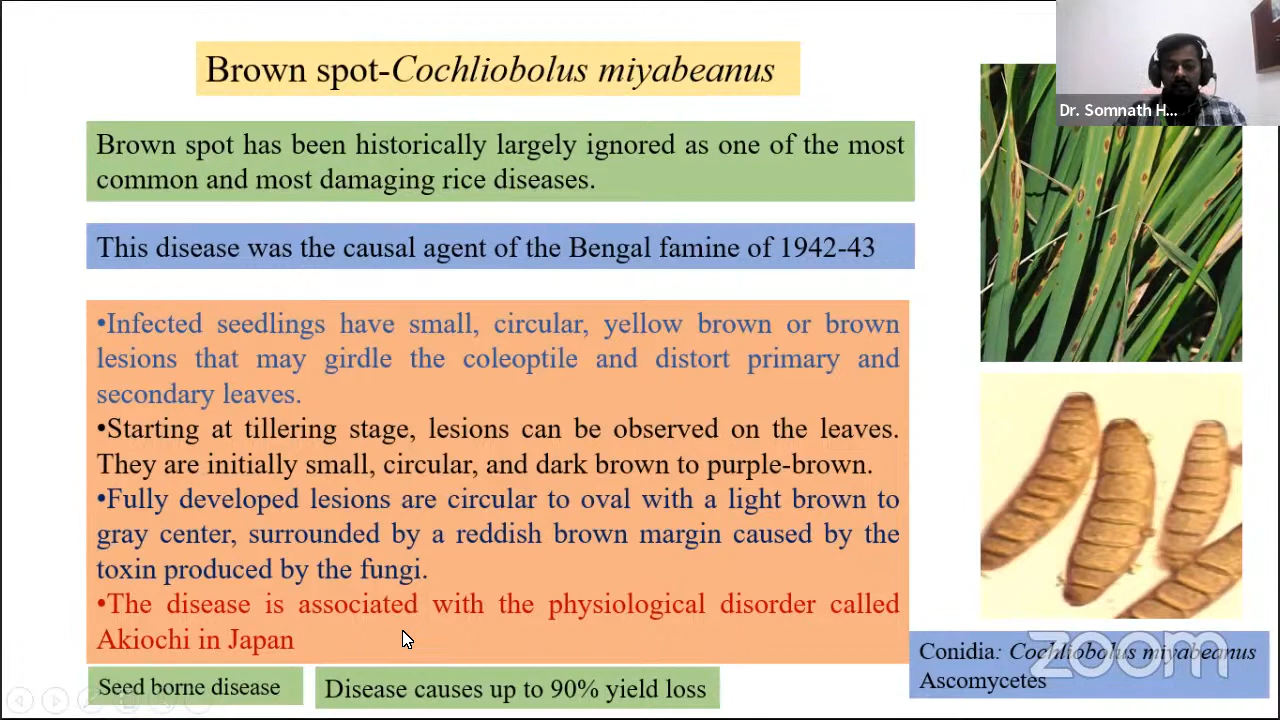 Brown spot-Cochliobolus miyabeanus
Dr. Somnath H...
Brown spot has been historically largely ignored as one of the most
common and most damaging rice diseases.
This disease was the causal agent of the Bengal famine of 1942-43
•Infected seedlings have small, circular, yellow brown or brown
lesions that may girdle the coleoptile and distort primary and
secondary leaves.
•Starting at tillering stage, lesions can be observed on the leaves.
They are initially small, circular, and dark brown to purple-brown.
•Fully developed lesions are circular to oval with a light brown to
gray center, surrounded by a reddish brown margin caused by the
toxin produced by the fungi.
•The disease is associated with the physiological disorder called
Akiochi in Japan
Seed borne disease
Disease causes up to 90% yield loss
Conidia: Cochliobolus miyabeanus
Ascomycetes
zoom